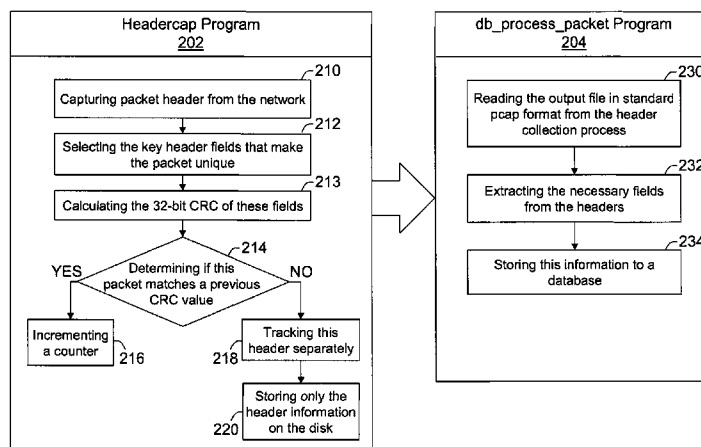 Headercap Program
202
210
Capturing packet header from the network
212
Selecting the key header fields that make
the packet unique
213
Calculating the 32-bit CRC of these fields
214
Determining if this
packet matches a previous
CRC value
YES
NO
Incrementing
a counter
216
Tracking this
header separately
218
Storing only the
header information
on the disk
220
db_process_packet Program
204
230
Reading the output file in standard
pcap format from the header
collection process
232
Extracting the necessary fields
from the headers
234
Storing this information to a
database